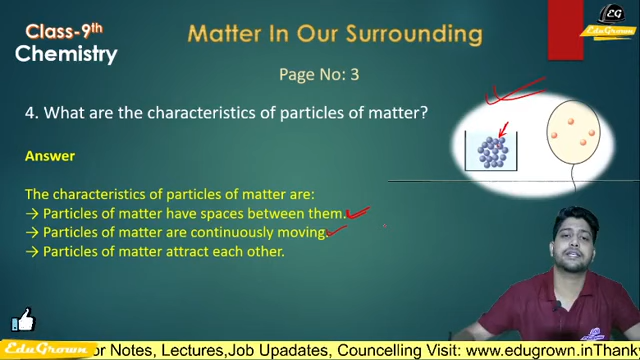 Class-9th
Chemistry
Matter In Our Surrounding
EG
EduGrown
Page No: 3
4. What are the characteristics of particles of matter?
Answer
The characteristics of particles of matter are:
→ Particles of matter have spaces between them.
→ Particles of matter are continuously moving.
→ Particles of matter attract each other.
EduGrown
or Notes, Lectures,Job Upadates, Councelling Visit: www.edugrown.inThanky